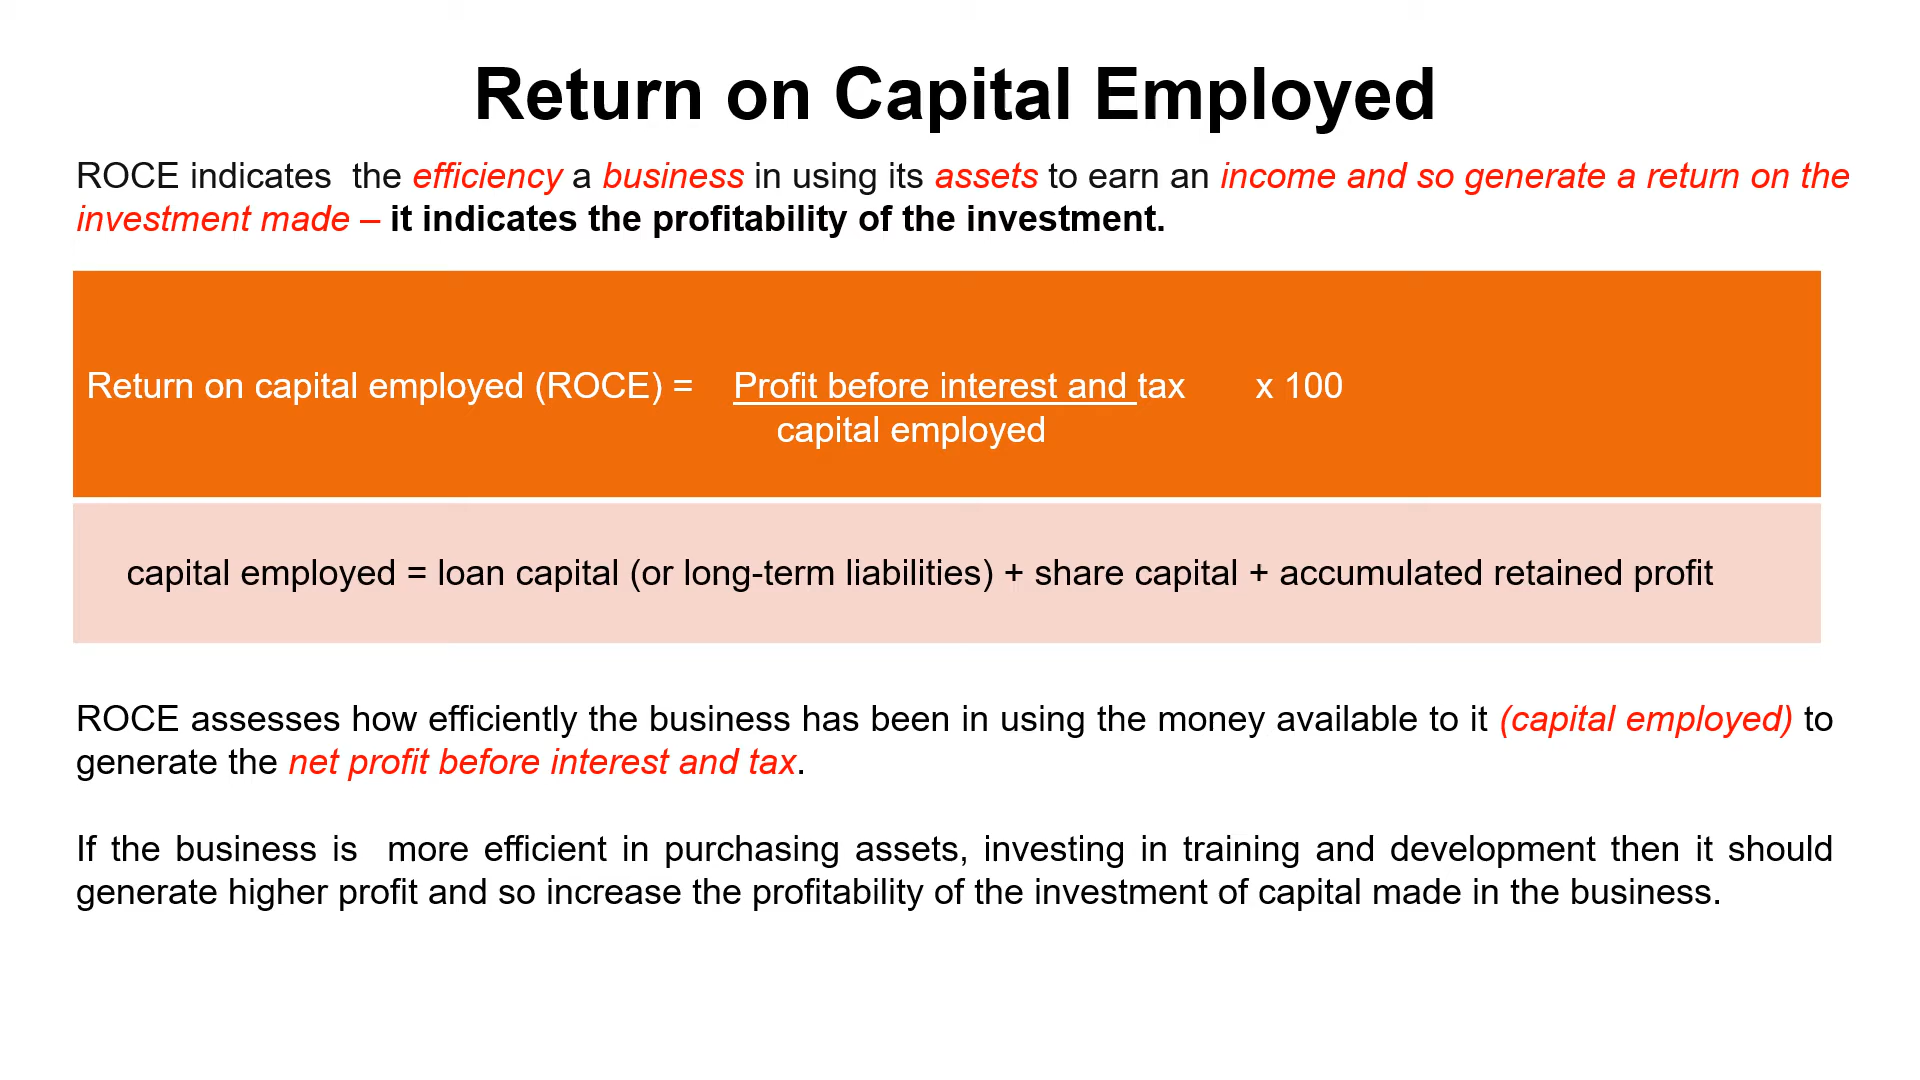 Return on Capital Employed
ROCE indicates  the efficiency a business in using its assets to earn an income and so generate a return on the
investment made – it indicates the profitability of the investment.
Return on capital employed (ROCE) = Profit before interest and tax x 100
capital employed
capital employed = loan capital (or long-term liabilities) + share capital + accumulated retained profit
ROCE assesses how efficiently the business has been in using the money available to it (capital employed) to
generate the net profit before interest and tax.
If the business is  more efficient in purchasing assets, investing in training and development then it should
generate higher profit and so increase the profitability of the investment of capital made in the business.